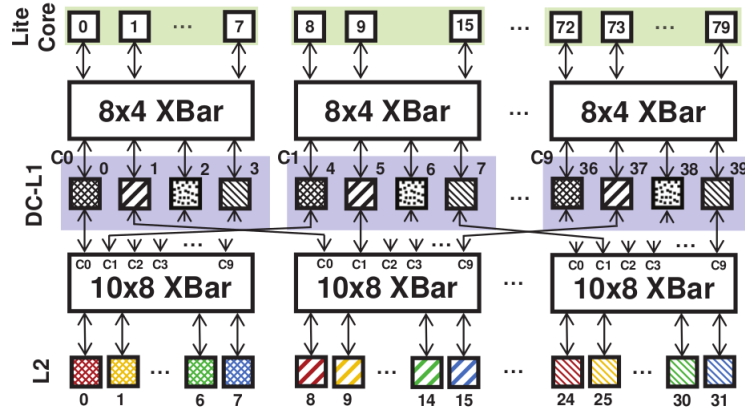 Lite Core
0 1 ... 7 8 9 15 ... 72 73 ... 79
8x4 XBar 8x4 XBar ... 8x4 XBar
DC-L1
C0 0 1 2 3 C1 4 5 6 7 ... C9 36 37 38 39
C0 C1 C2 C3 ... C9 C0 C1 C2 C3 ... C9 C0 C1 C2 C3 ... C9
10x8 XBar 10x8 XBar ... 10x8 XBar
L2
... ... ... ...
0 1 6 7 8 9 14 15 24 25 30 31